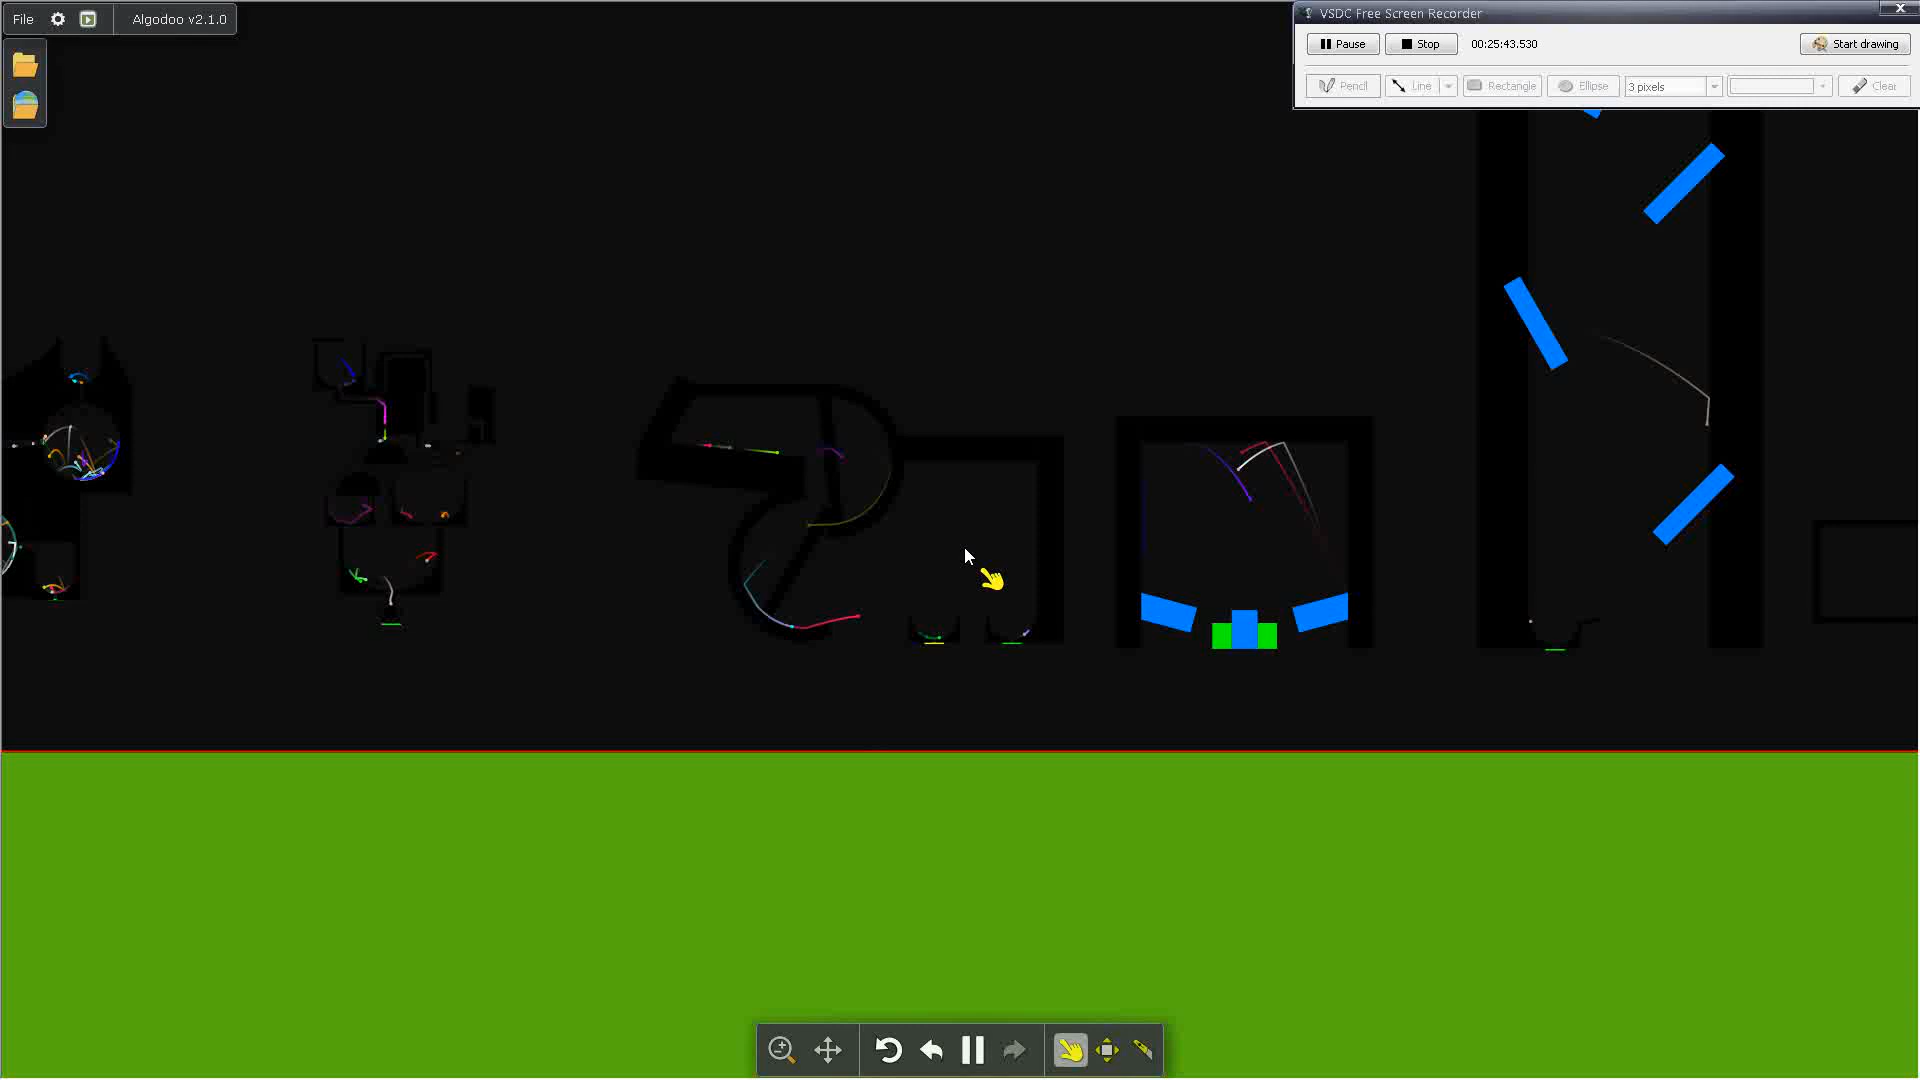 File
Algodoo v2.1.0
VSDC Free Screen Recorder
Pause
Stop
00:25:43.530
Start drawing
Pencil
Line
Rectangle
Ellipse
3 pixels
Clear